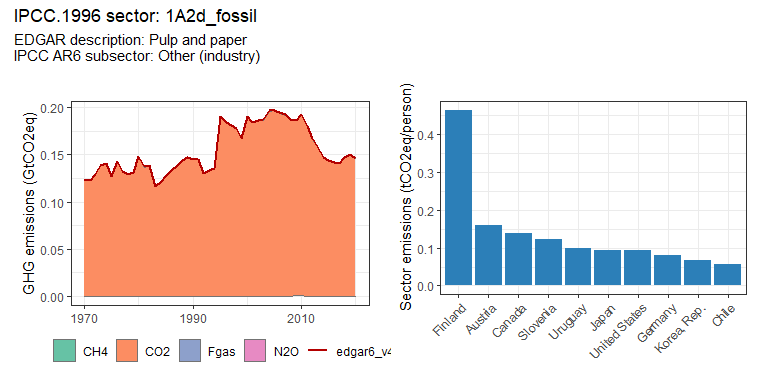 IPCC.1996 sector: 1A2d_fossil
EDGAR description: Pulp and paper
IPCC AR6 subsector: Other (industry)
GHG emissions (GtCO2eq)
0.20
0.15
0.10
0.05
0.00
1970
1990
2010
CH4
CO2
Fgas
N2O
edgar6_v4
Sector emissions (tCO2eq/person)
0.4
0.3
0.2
0.1
0.0
Finland
Austria
Canada
Slovenia
Uruguay
Japan
United States
Germany
Korea, Rep.
Chile